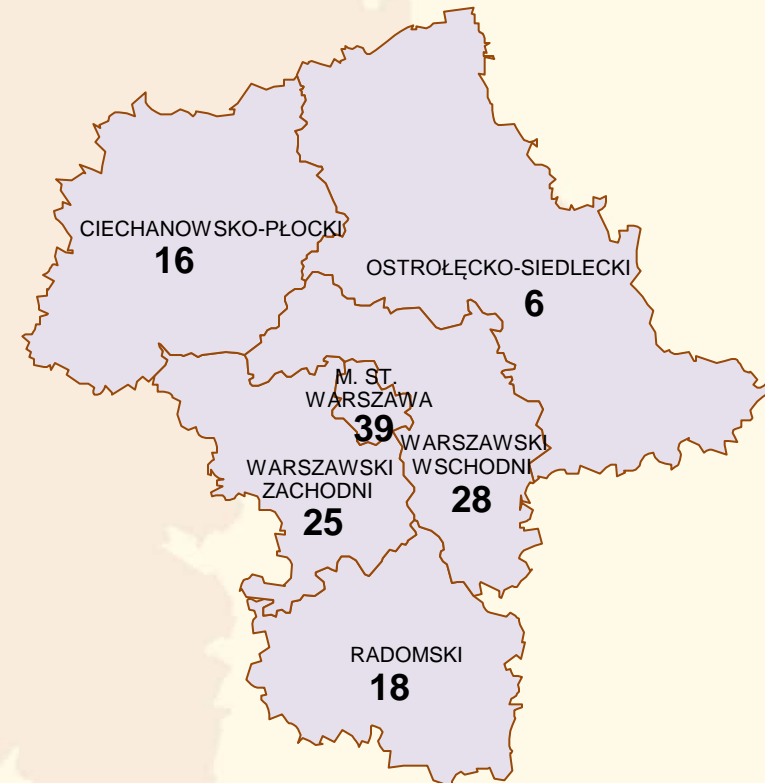 CIECHANOWSKO-PŁOCKI
16
OSTROŁĘCKO-SIEDLECKI
6
M. ST.
WARSZAWA
39
WARSZAWSKI
WSCHODNI
28
WARSZAWSKI
ZACHODNI
25
RADOMSKI
18